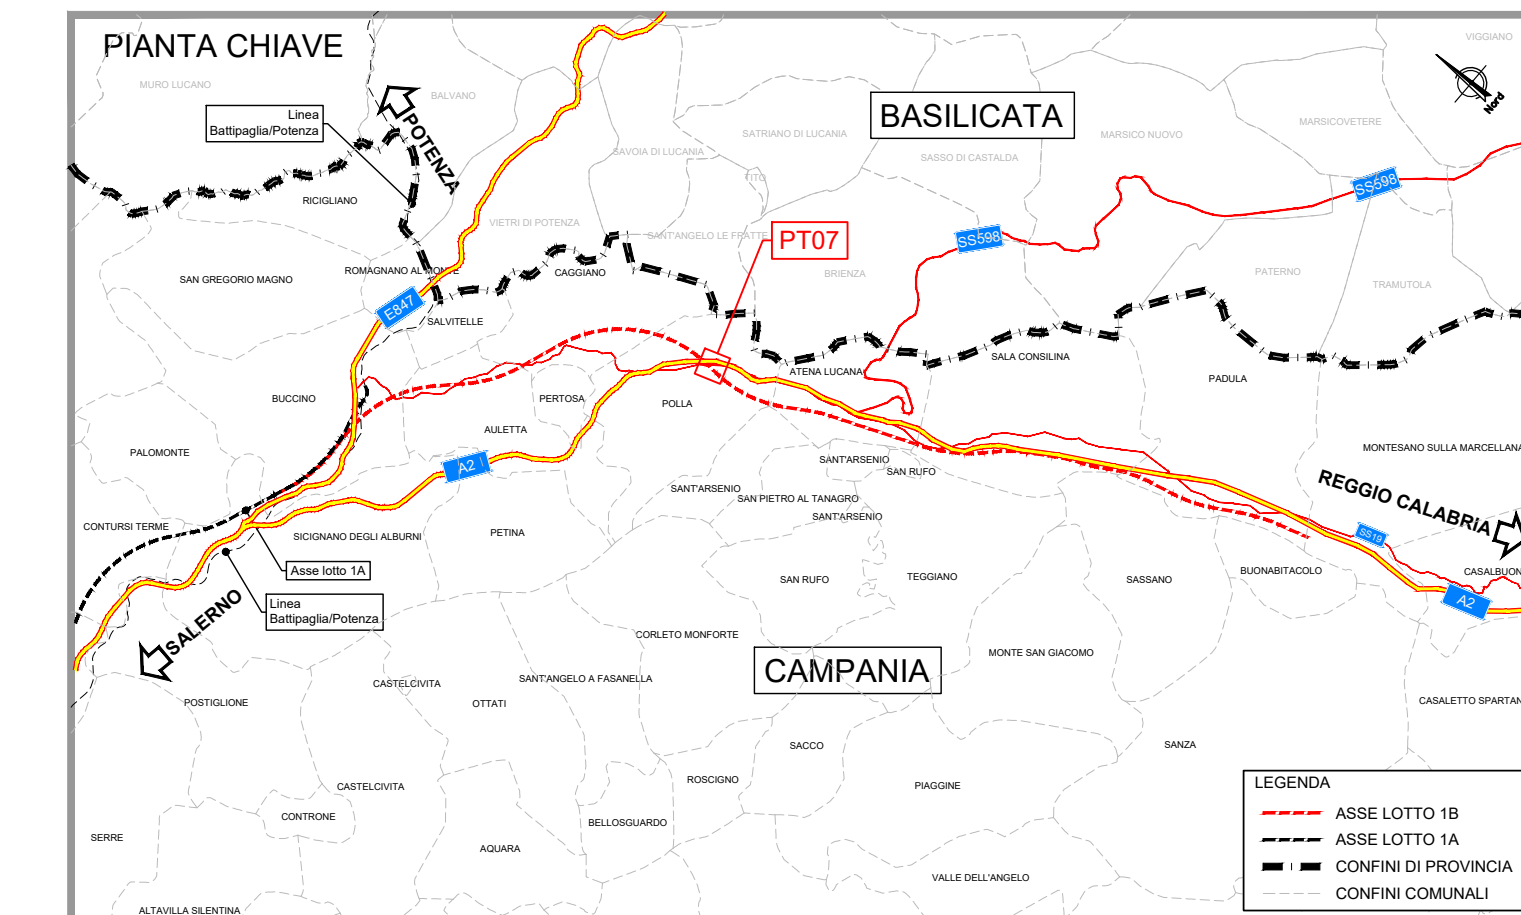 PIANTA CHIAVE
VIGGIANO
MURO LUCANO
BALVANO
Nord
Linea
Battipaglia/Potenza
POTENZA
BASILICATA
SATRIANO DI LUCANIA
MARSICO NUOVO
MARSICOVETERE
SAVOIA DI LUCANIA
SASSO DI CASTALDA
TITO
SS598
RICIGLIANO
VIETRI DI POTENZA
SANT'ANGELO LE FRATTE
PT07
SS598
ROMAGNANO AL MONTE
CAGGIANO
BRIENZA
PATERNO
TRAMUTOLA
SAN GREGORIO MAGNO
E847
SALVITELLE
SALA CONSILINA
ATENA LUCANA
PADULA
BUCCINO
PERTOSA
POLLA
AULETTA
PALOMONTE
A2
SANT'ARSENIO
SAN RUFO
MONTESANO SULLA MARCELLANA
SANT'ARSENIO
SAN PIETRO AL TANAGRO
SANT'ARSENIO
REGGIO CALABRiA
CONTURSI TERME
SICIGNANO DEGLI ALBURNI
PETINA
SS19
Asse lotto 1A
SAN RUFO
TEGGIANO
SASSANO
BUONABITACOLO
CASALBUON
A2
Linea
Battipaglia/Potenza
SALERNO
CORLETO MONFORTE
MONTE SAN GIACOMO
CAMPANIA
CASTELCIVITA
SANT'ANGELO A FASANELLA
POSTIGLIONE
OTTATI
CASALETTO SPARTAN
SACCO
SANZA
ROSCIGNO
PIAGGINE
CASTELCIVITA
CONTRONE
BELLOSGUARDO
SERRE
AQUARA
VALLE DELL'ANGELO
ALTAVILLA SILENTINA
LEGENDA
ASSE LOTTO 1B
ASSE LOTTO 1A
CONFINI DI PROVINCIA
CONFINI COMUNALI